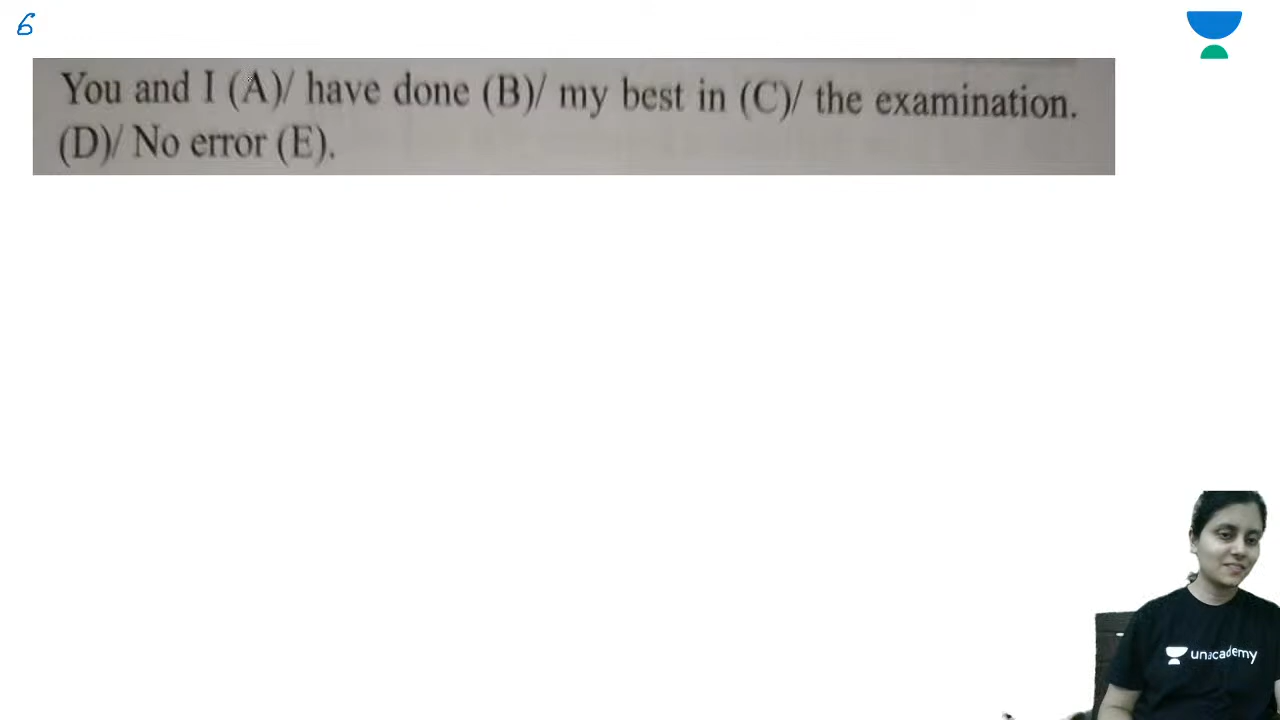 6
You and I (A)/ have done (B)/ my best in (C)/ the examination.
(D)/ No error (E).
unacademy